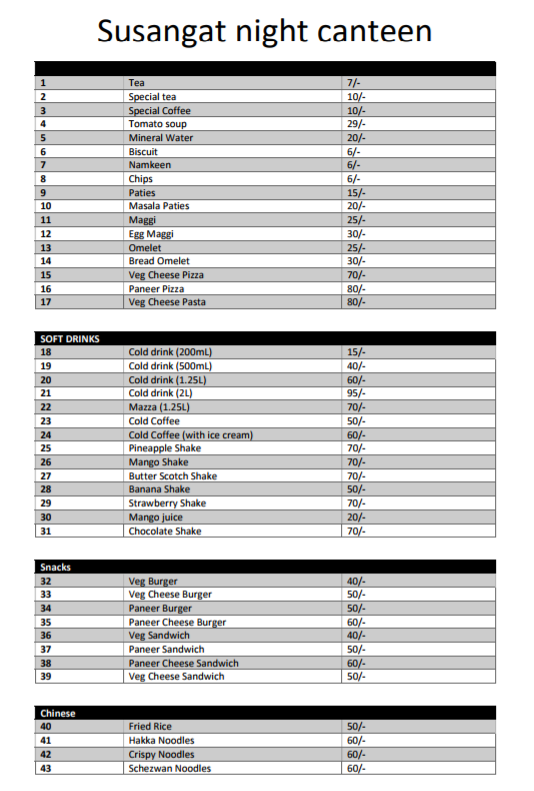 Susangat night canteen
1 Tea 7/-
2 Special tea 10/-
3 Special Coffee 10/-
4 Tomato soup 29/-
5 Mineral Water 20/-
6 Biscuit 6/-
7 Namkeen 6/-
8 Chips 6/-
9 Paties 15/-
10 Masala Paties 20/-
11 Maggi 25/-
12 Egg Maggi 30/-
13 Omelet 25/-
14 Bread Omelet 30/-
15 Veg Cheese Pizza 70/-
16 Paneer Pizza 80/-
17 Veg Cheese Pasta 80/-
SOFT DRINKS
18 Cold drink (200mL) 15/-
19 Cold drink (500mL) 40/-
20 Cold drink (1.25L) 60/-
21 Cold drink (2L) 95/-
22 Mazza (1.25L) 70/-
23 Cold Coffee 50/-
24 Cold Coffee (with ice cream) 60/-
25 Pineapple Shake 70/-
26 Mango Shake 70/-
27 Butter Scotch Shake 70/-
28 Banana Shake 50/-
29 Strawberry Shake 70/-
30 Mango juice 20/-
31 Chocolate Shake 70/-
Snacks
32 Veg Burger 40/-
33 Veg Cheese Burger 50/-
34 Paneer Burger 50/-
35 Paneer Cheese Burger 60/-
36 Veg Sandwich 40/-
37 Paneer Sandwich 50/-
38 Paneer Cheese Sandwich 60/-
39 Veg Cheese Sandwich 50/-
Chinese
40 Fried Rice 50/-
41 Hakka Noodles 60/-
42 Crispy Noodles 60/-
43 Schezwan Noodles 60/-